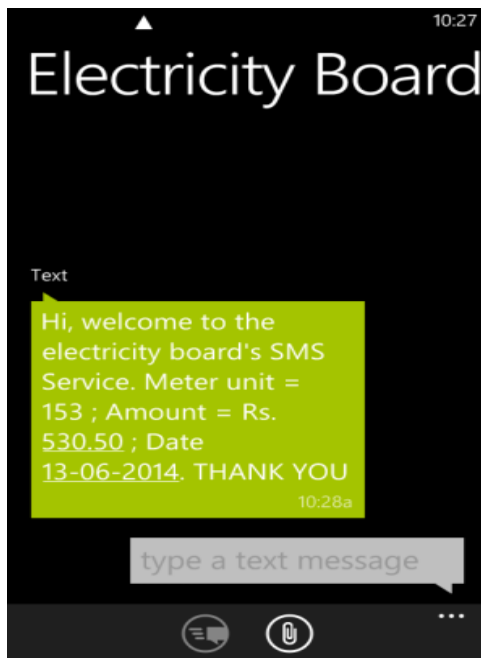 10:27
Electricity Board
Text
Hi, welcome to the
electricity board's SMS
Service. Meter unit =
153 ; Amount = Rs.
530.50 ; Date
13-06-2014. THANK YOU
10:28a
type a text message
...